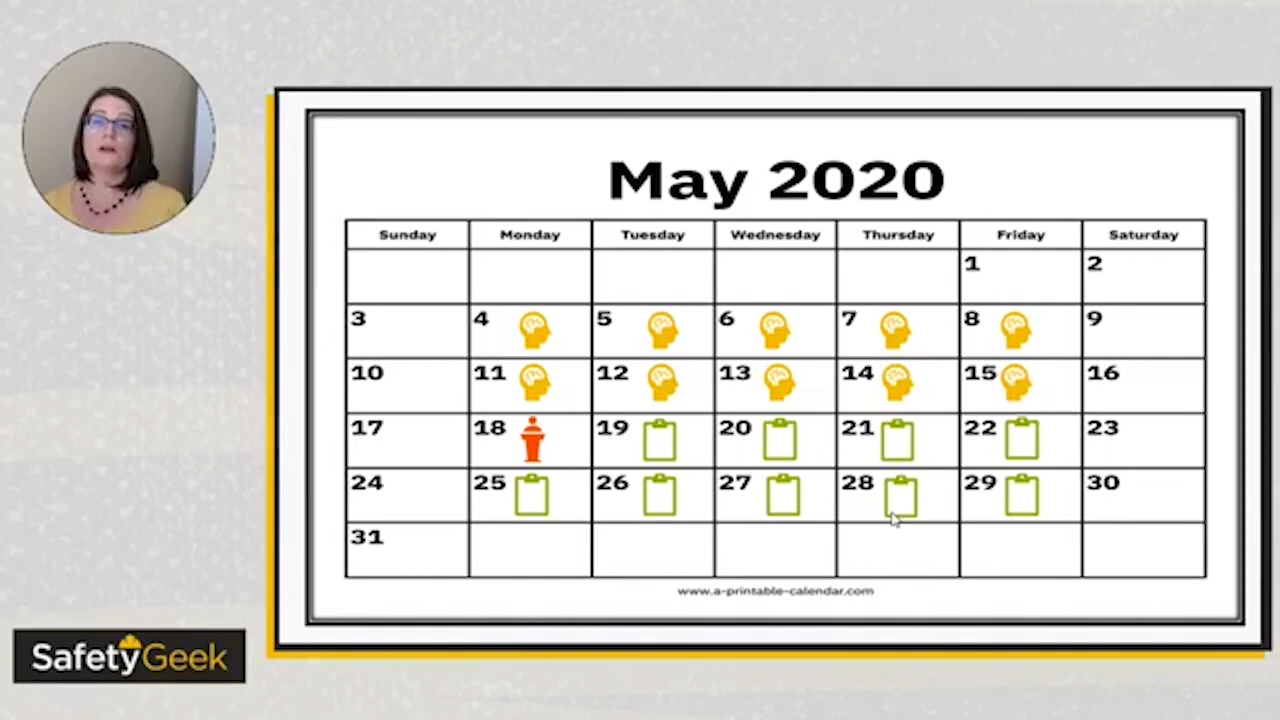 May 2020
Sunday Monday Tuesday Wednesday Thursday Friday Saturday
1 2
3 4 5 6 7 8 9
10 11 12 13 14 15 16
17 18 19 20 21 22 23
24 25 26 27 28 29 30
31
www.a-printable-calendar.com
SafetyGeek